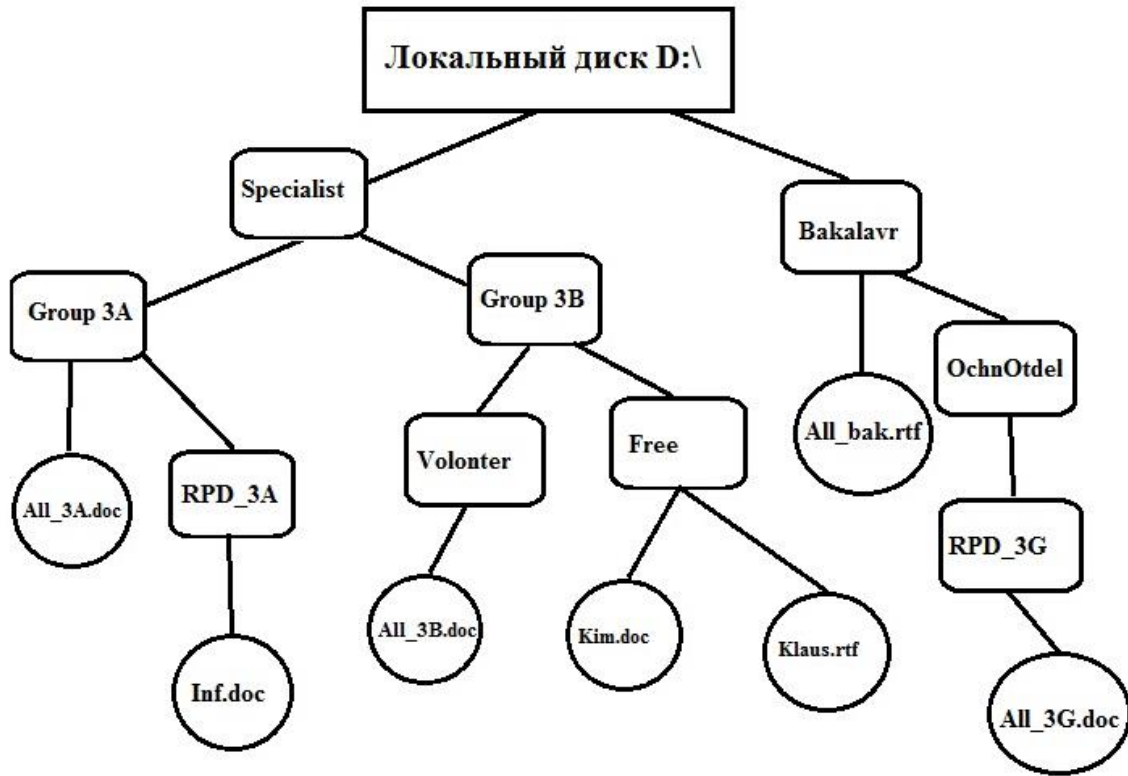 Локальный диск D:\
Specialist
Bakalavr
Group 3A
Group 3B
OchnOtdel
All_bak.rtf
Volonter
Free
RPD_3A
All_3A.doc
RPD_3G
All_3B.doc
Kim.doc
Klaus.rtf
Inf.doc
All_3G.doc